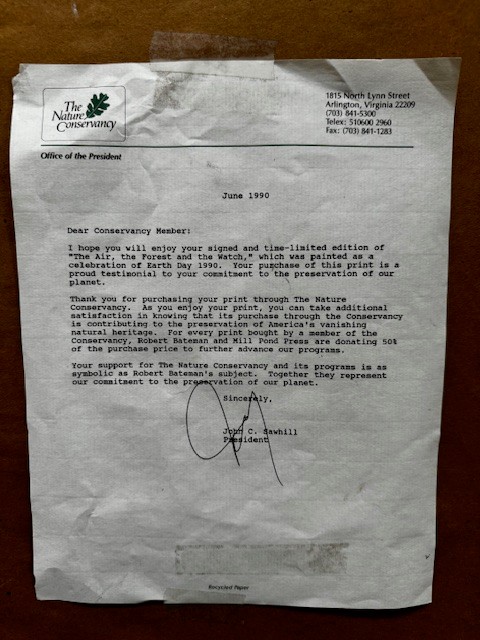 The
Nature
Conservancy
1815 North Lynn Street
Arlington, Virginia 22209
(703) 841-5300
Telex: 510600 2960
Fax: (703) 841-1283
Office of the President
June 1990
Dear Conservancy Member:
I hope you will enjoy your signed and time-limited edition of
"The Air, the Forest and the Watch," which was painted as a
celebration of Earth Day 1990. Your purchase of this print is a
proud testimonial to your commitment to the preservation of our
planet.
Thank you for purchasing your print through The Nature
Conservancy. As you enjoy your print, you can take additional
satisfaction in knowing that its purchase through the Conservancy
is contributing to the preservation of America's vanishing
natural heritage. For every print bought by a member of the
Conservancy, Robert Bateman and Mill Pond Press are donating 50%
of the purchase price to further advance our programs.
Your support for The Nature Conservancy and its programs is as
symbolic as Robert Bateman's subject. Together they represent
our commitment to the preservation of our planet.
Sincerely,
John C. Sawhill
President
Recycled Paper